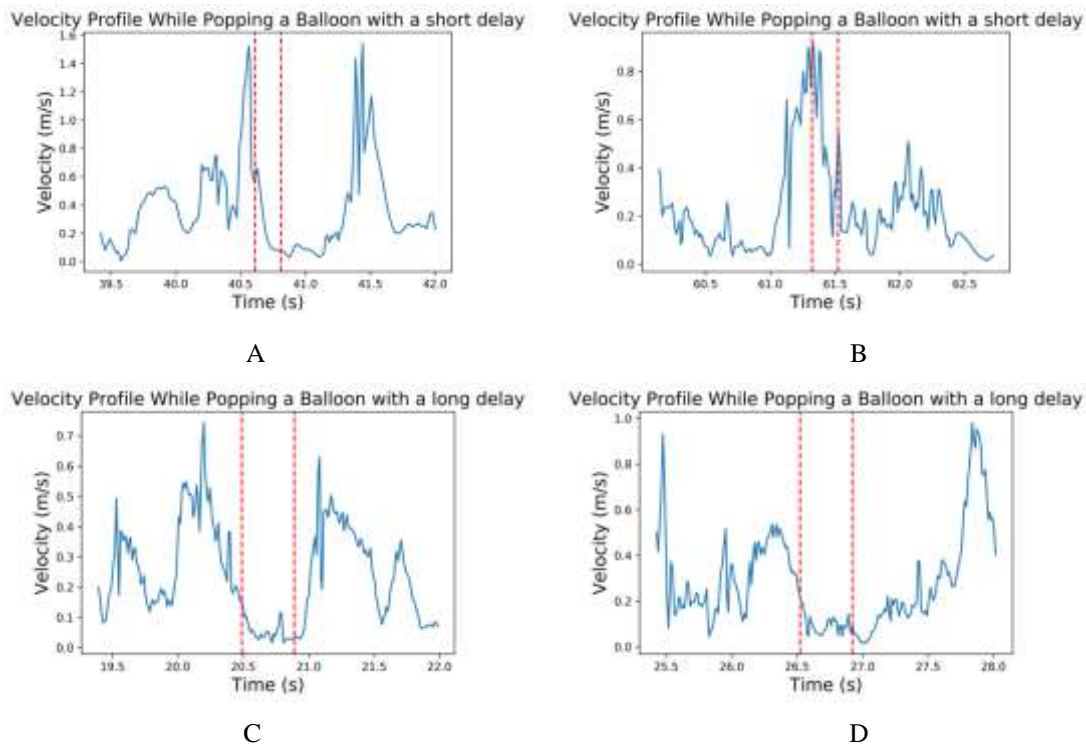 Velocity Profile While Popping a Balloon with a short delay
Velocity (m/s)
1.6
1.4
1.2
1.0
0.8
0.6
0.4
0.2
0.0
39.5 40.0 40.5 41.0 41.5 42.0
Time (s)
A
Velocity Profile While Popping a Balloon with a short delay
Velocity (m/s)
0.8
0.6
0.4
0.2
0.0
60.5 61.0 61.5 62.0 62.5
Time (s)
B
Velocity Profile While Popping a Balloon with a long delay
Velocity (m/s)
0.7
0.6
0.5
0.4
0.3
0.2
0.1
0.0
19.5 20.0 20.5 21.0 21.5 22.0
Time (s)
C
Velocity Profile While Popping a Balloon with a long delay
Velocity (m/s)
1.0
0.8
0.6
0.4
0.2
0.0
25.5 26.0 26.5 27.0 27.5 28.0
Time (s)
D